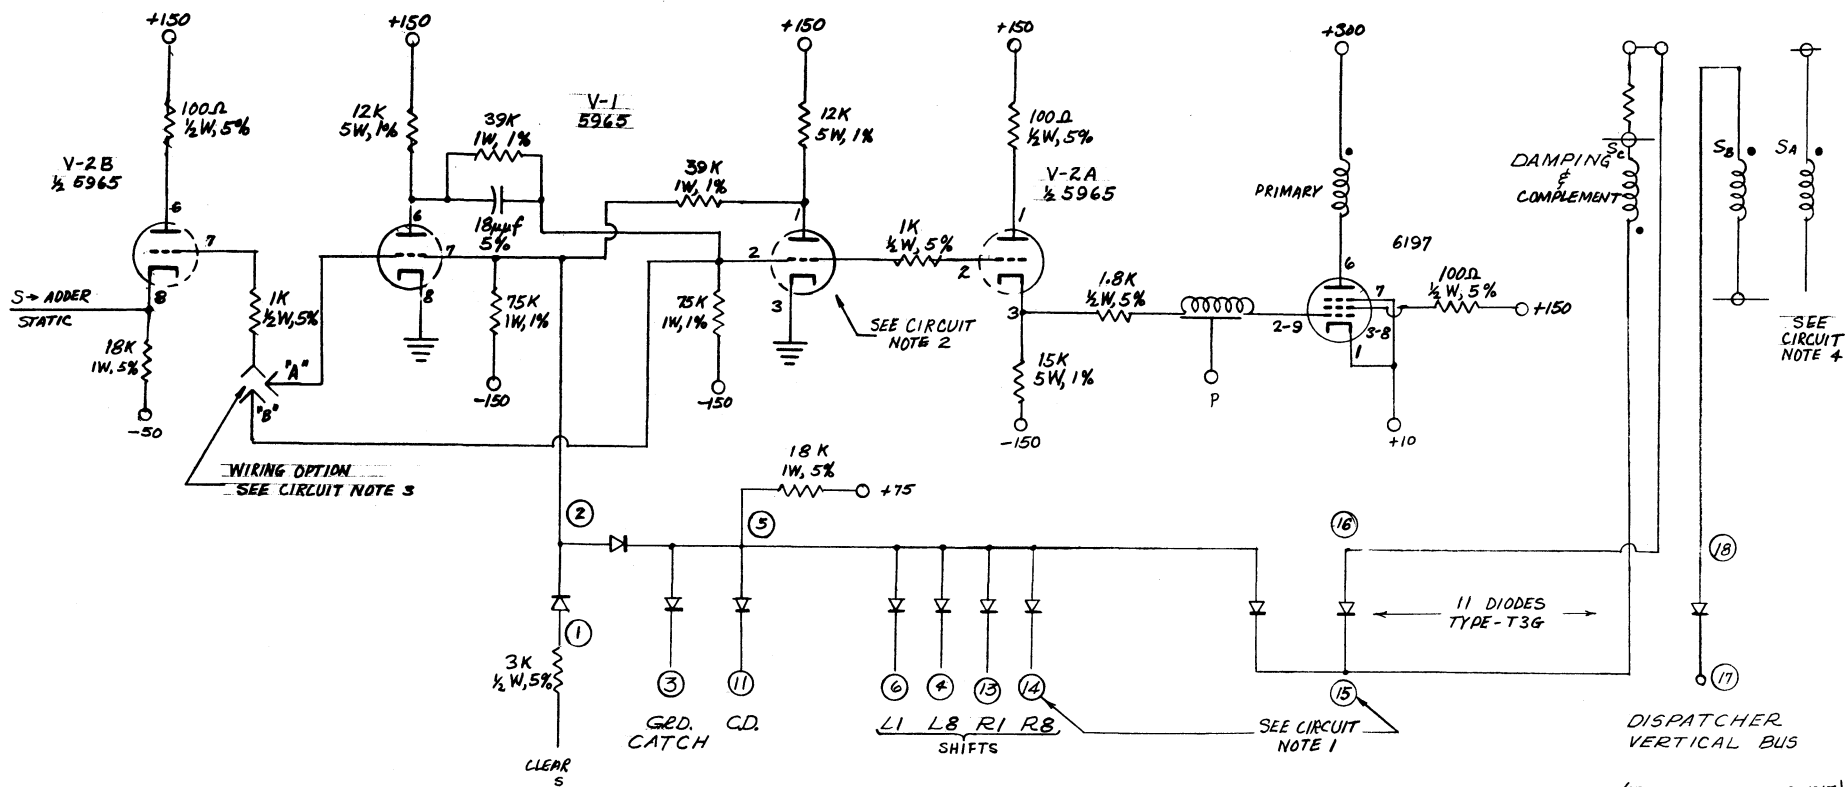 +150
+150
+150
+150
+300
100Ω
½W, 5%
12K
5W, 1%
39K
1W, 1%
V-1
5965
12K
5W, 1%
100Ω
½W, 5%
V-2B
½ 5965
39K
1W, 1%
V-2A
½ 5965
PRIMARY
DAMPING
&
COMPLEMENT
SC
SB
SA
6
7
8
6
7
8
18μμf
5%
1
2
3
1K
½W, 5%
1
2
3
1.8K
½W, 5%
6197
6
7
2-9
3-8
1
100Ω
½W, 5%
+150
S→ ADDER
STATIC
1K
½W, 5%
75K
1W, 1%
75K
1W, 1%
SEE CIRCUIT
NOTE 2
SEE
CIRCUIT
NOTE 4
18K
1W, 5%
"A"
"B"
15K
5W, 1%
P
-50
-150
-150
-150
+10
WIRING OPTION
SEE CIRCUIT NOTE 3
18K
1W, 5%
+75
2
5
16
18
1
11 DIODES
TYPE-T3G
3K
½W, 5%
3
11
6
4
13
14
15
17
GRD.
CATCH
C.D.
L1 L8 R1 R8
SHIFTS
SEE CIRCUIT
NOTE 1
DISPATCHER
VERTICAL BUS
CLEAR
S